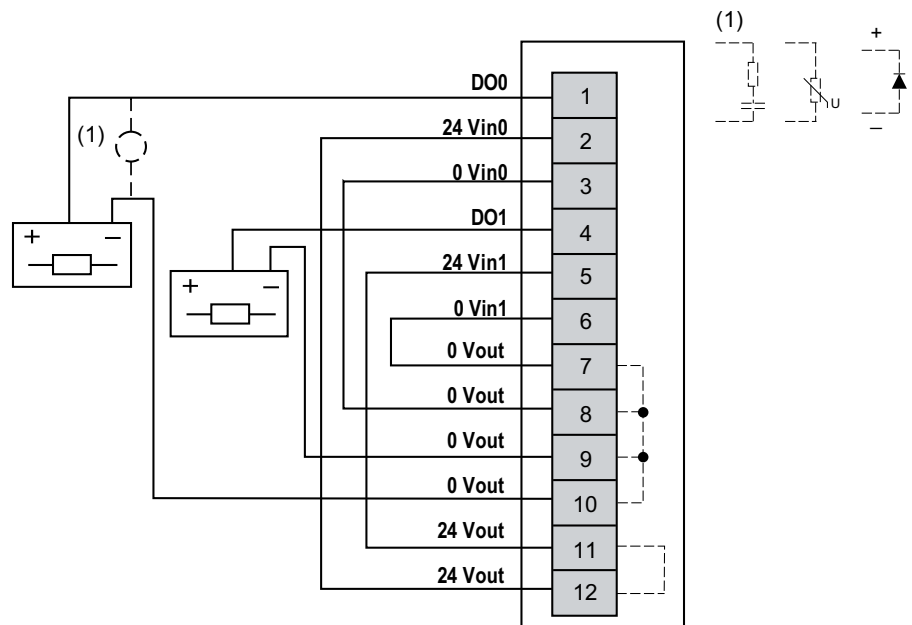 (1)
+
U
–
DO0
1
(1)
24 Vin0
2
0 Vin0
3
+ –
DO1
4
24 Vin1
5
+ –
0 Vin1
6
0 Vout
7
0 Vout
8
0 Vout
9
0 Vout
10
24 Vout
11
24 Vout
12